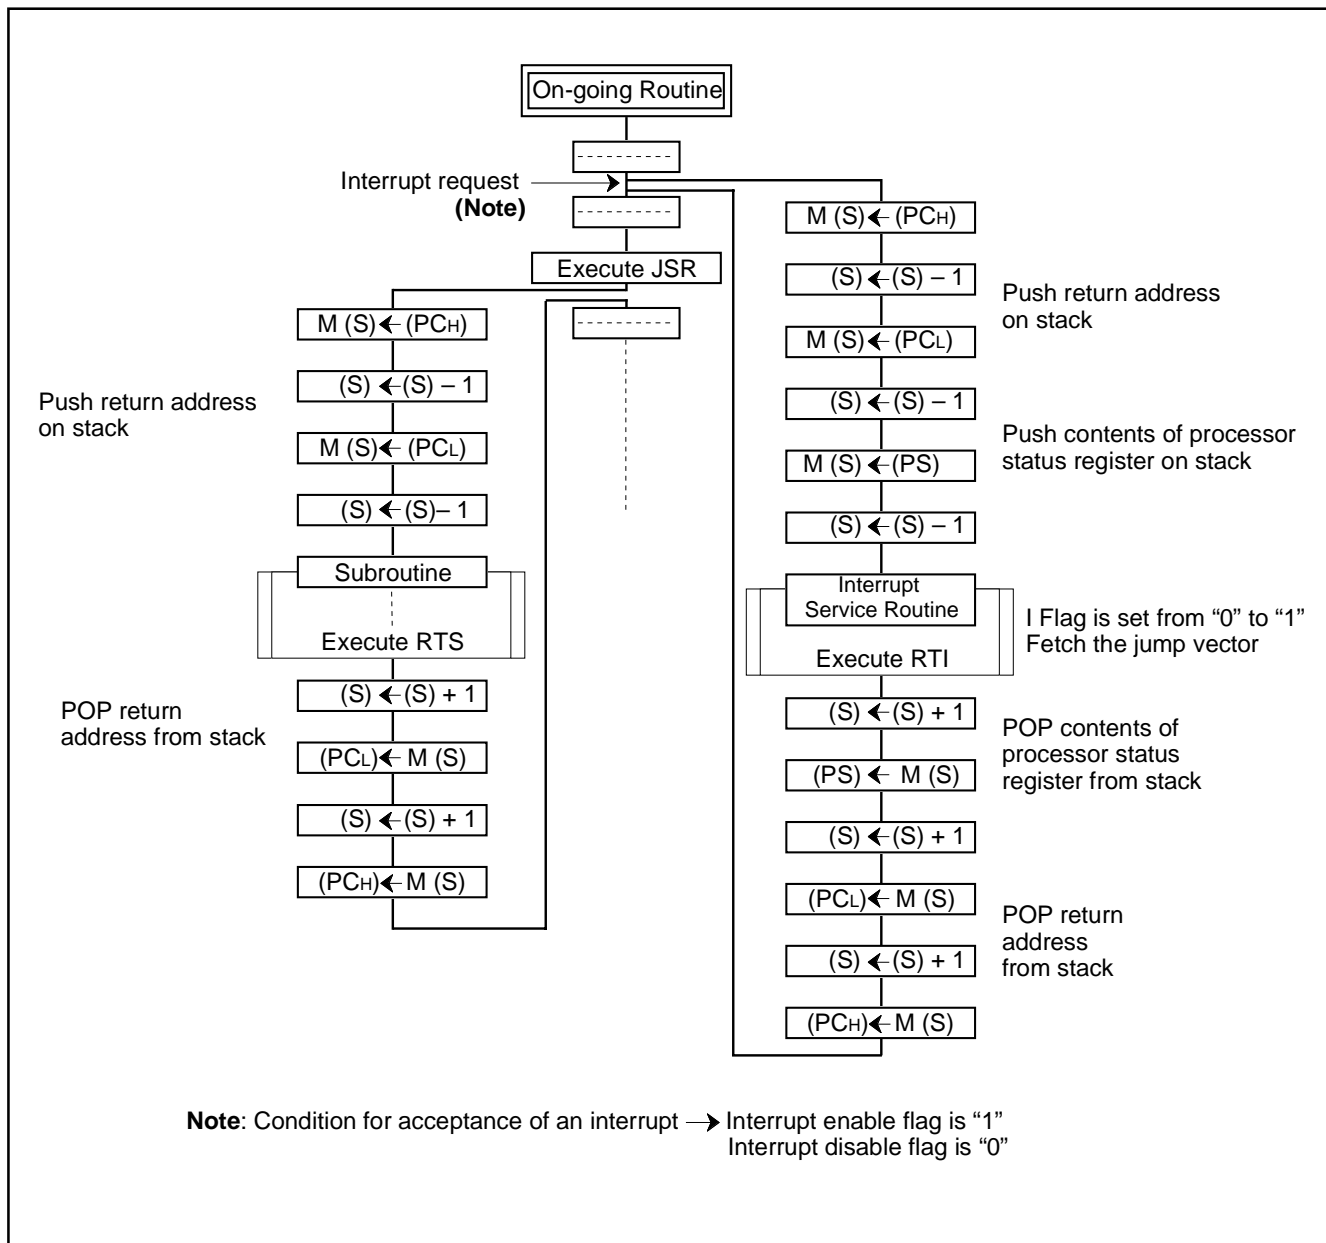 On-going Routine
Interrupt request
(Note)
Execute JSR
M (S) ← (PCH)
(S) ← (S) – 1
M (S) ← (PCL)
(S) ← (S)– 1
Push return address
on stack
Subroutine
Execute RTS
(S) ← (S) + 1
(PCL) ← M (S)
(S) ← (S) + 1
(PCH) ← M (S)
POP return
address from stack
M (S) ← (PCH)
(S) ← (S) – 1
M (S) ← (PCL)
(S) ← (S) – 1
M (S) ← (PS)
(S) ← (S) – 1
Push return address
on stack
Push contents of processor
status register on stack
Interrupt
Service Routine
Execute RTI
I Flag is set from “0” to “1”
Fetch the jump vector
(S) ← (S) + 1
(PS) ← M (S)
(S) ← (S) + 1
(PCL) ← M (S)
(S) ← (S) + 1
(PCH) ← M (S)
POP contents of
processor status
register from stack
POP return
address
from stack
Note: Condition for acceptance of an interrupt → Interrupt enable flag is “1”
Interrupt disable flag is “0”